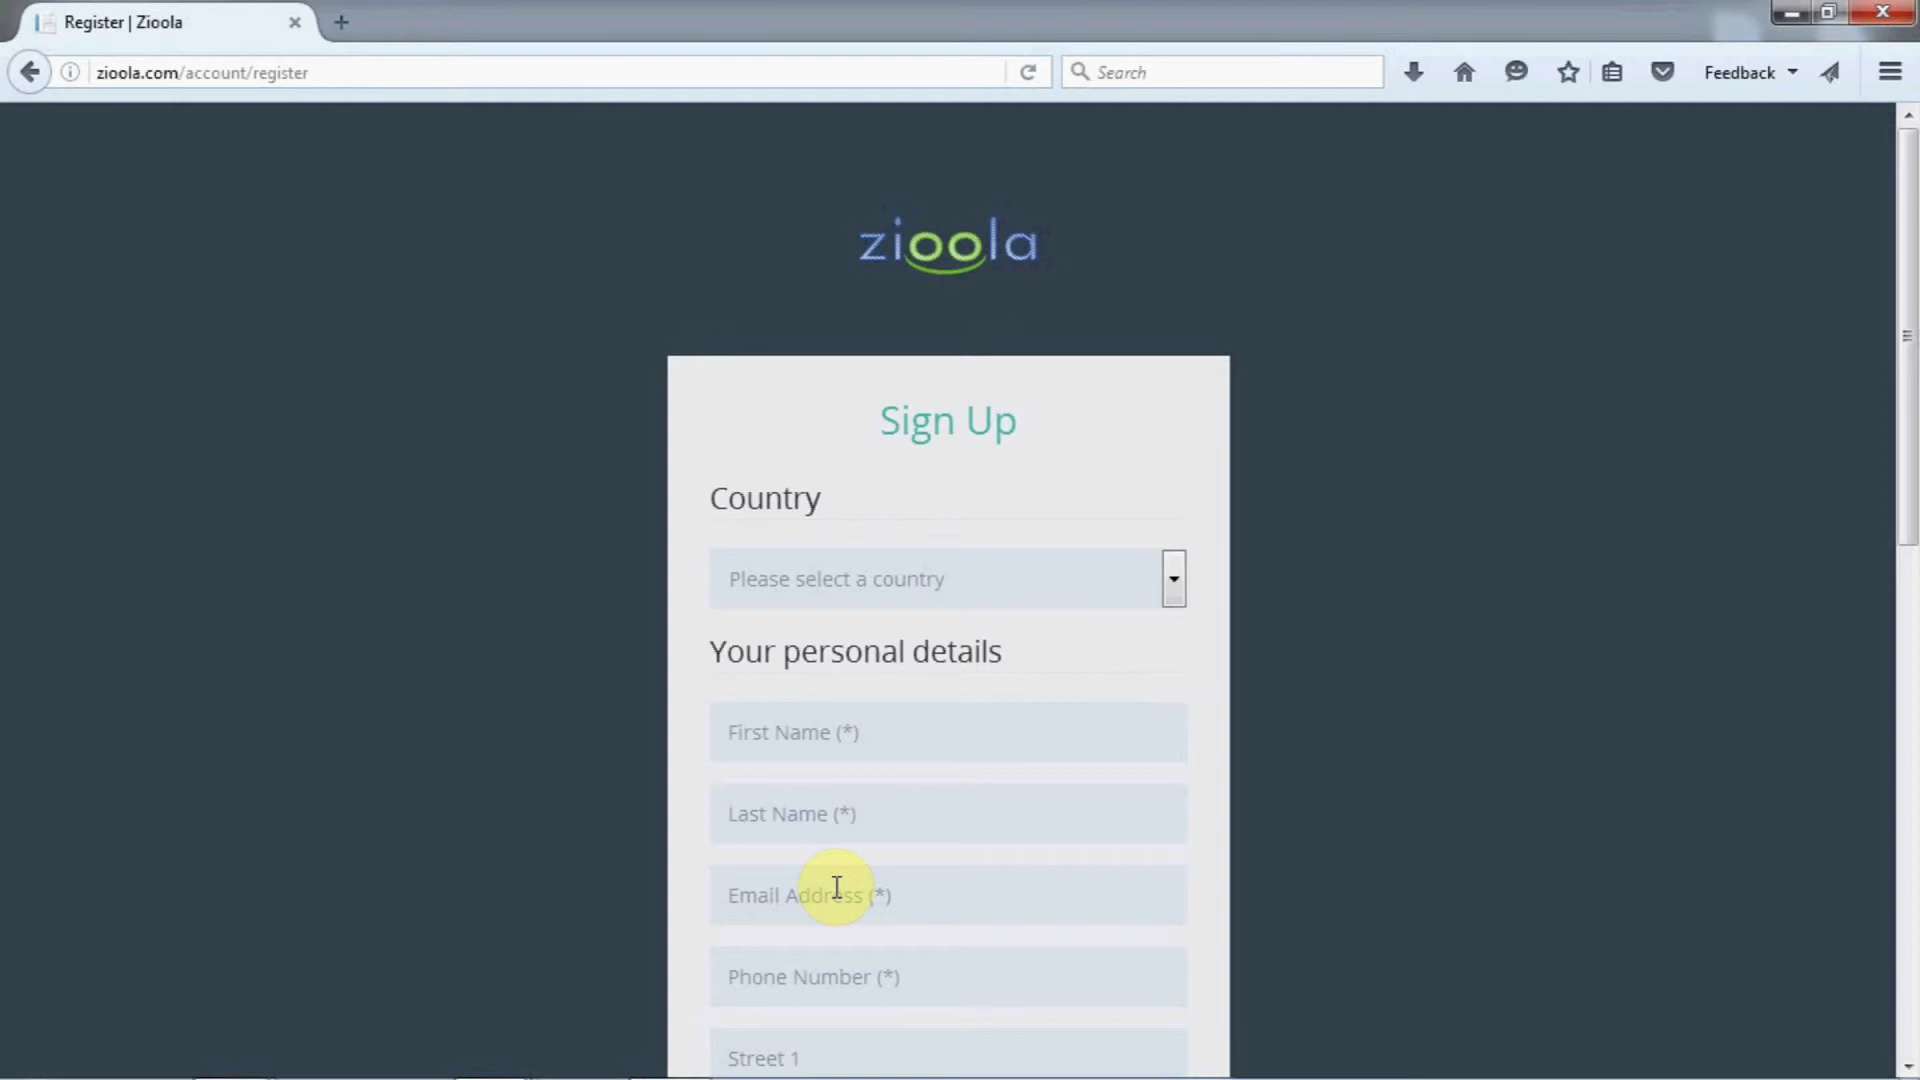 Register | Zioola
zioola.com/account/register
Search
Feedback
zioola
Sign Up
Country
Please select a country
Your personal details
First Name (*)
Last Name (*)
Email Address (*)
Phone Number (*)
Street 1